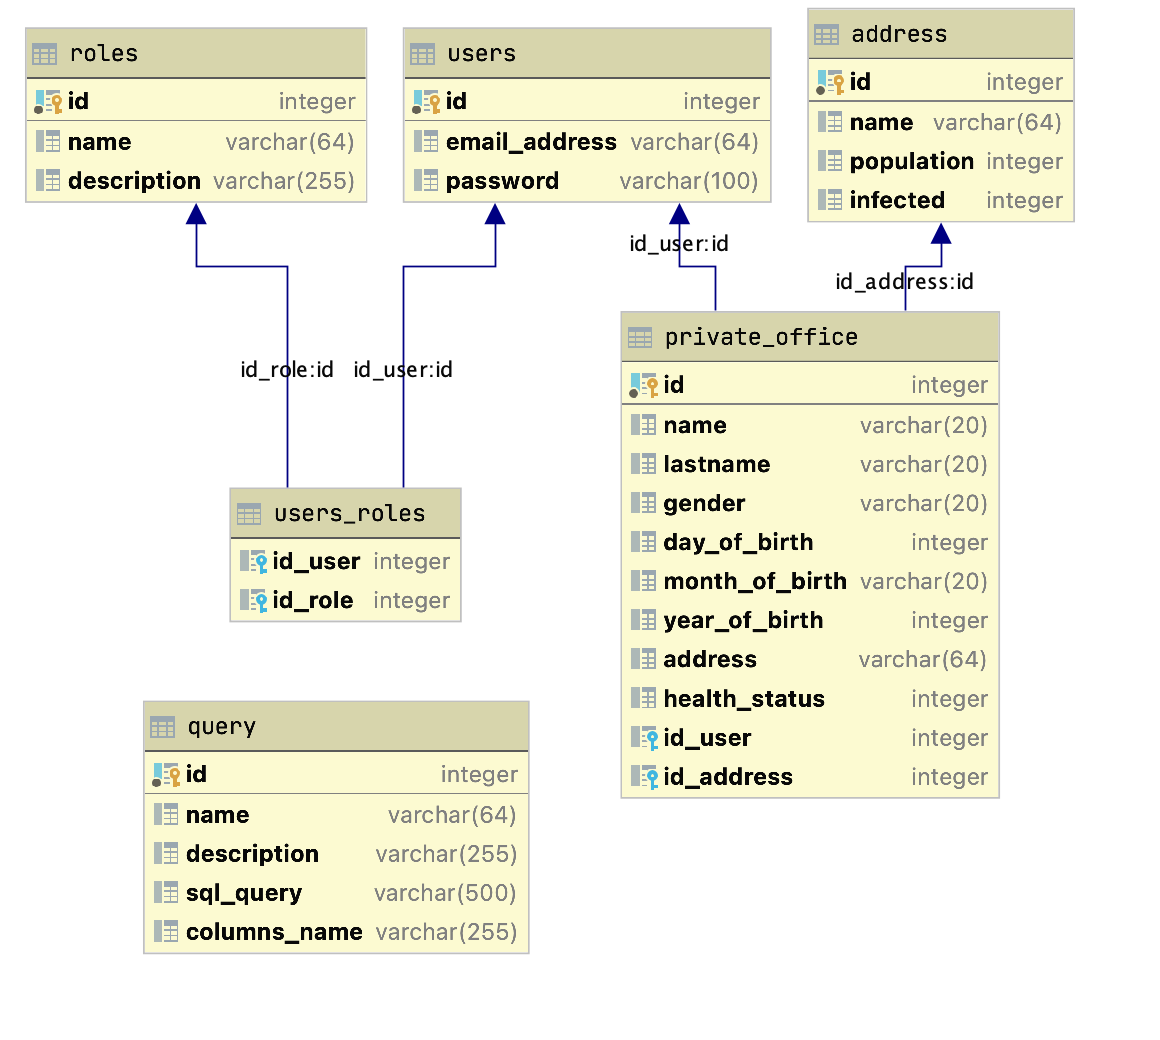 roles
id integer
name varchar(64)
description varchar(255)
users
id integer
email_address varchar(64)
password varchar(100)
address
id integer
name varchar(64)
population integer
infected integer
id_user:id
id_address:id
id_role:id
id_user:id
private_office
id integer
name varchar(20)
lastname varchar(20)
gender varchar(20)
day_of_birth integer
month_of_birth varchar(20)
year_of_birth integer
address varchar(64)
health_status integer
id_user integer
id_address integer
users_roles
id_user integer
id_role integer
query
id integer
name varchar(64)
description varchar(255)
sql_query varchar(500)
columns_name varchar(255)